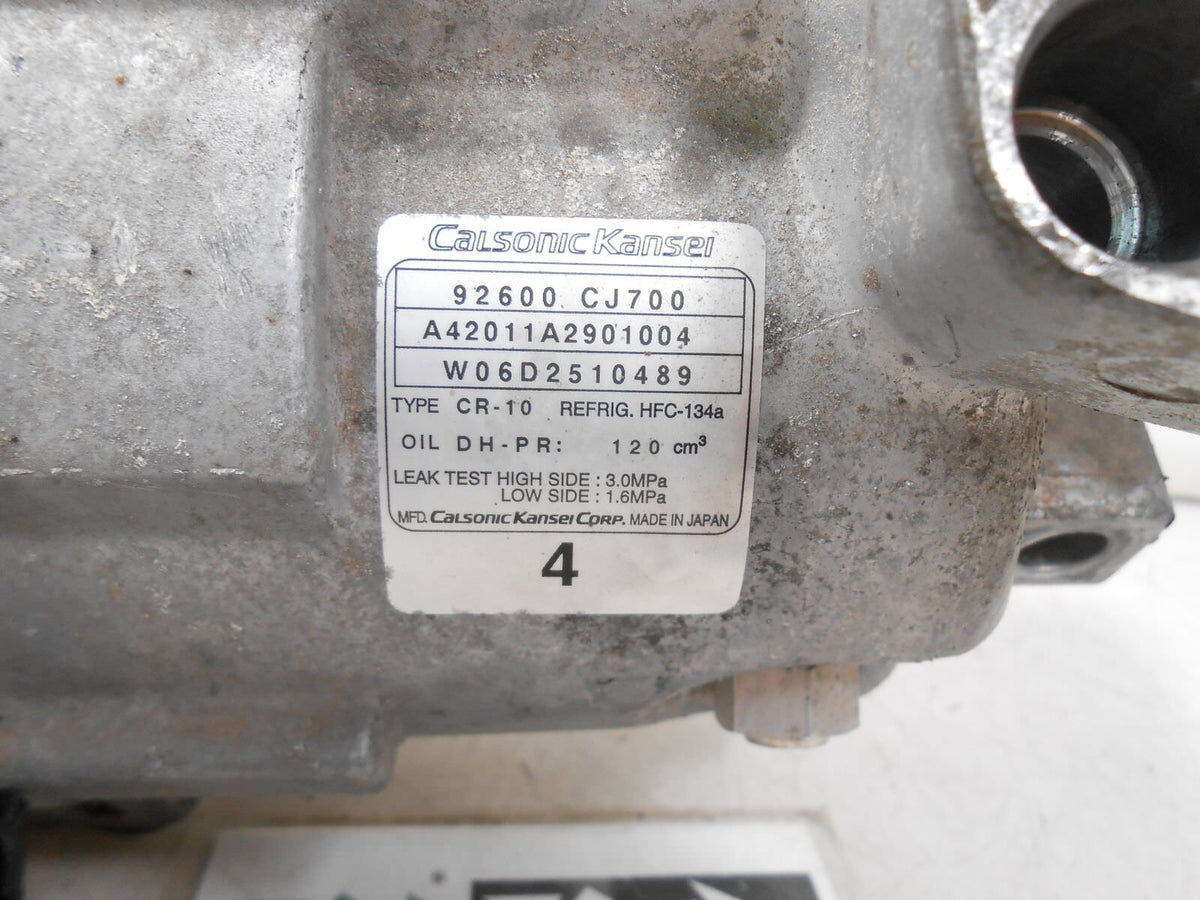 Calsonic Kansei
92600 CJ700
A42011A2901004
W06D2510489
TYPE CR-10 REFRIG. HFC-134a
OIL DH-PR: 120 cm³
LEAK TEST HIGH SIDE : 3.0MPa
LOW SIDE : 1.6MPa
MFD. Calsonic Kansei Corp. MADE IN JAPAN
4